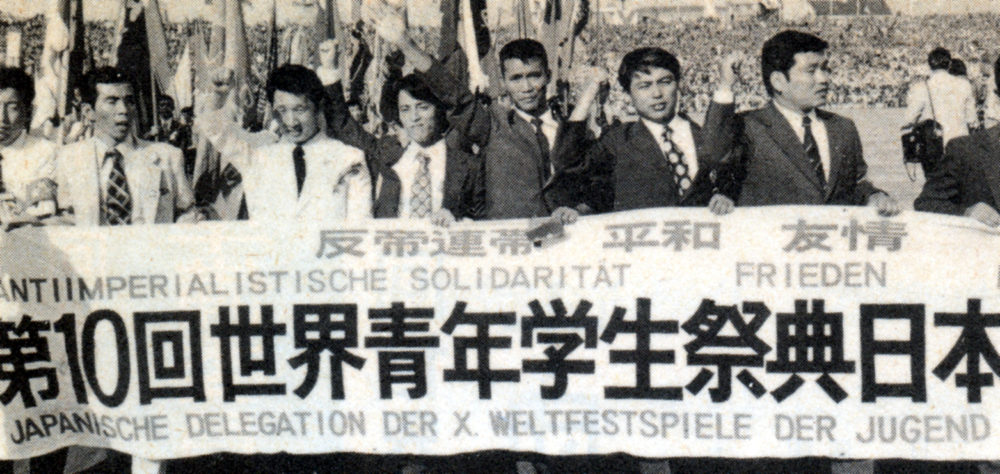 反帝連帯 平和 友情
ANTIIMPERIALISTISCHE SOLIDARITÄT FRIEDEN
第10回世界青年学生祭典日本
JAPANISCHE DELEGATION DER X. WELTFESTSPIELE DER JUGEND